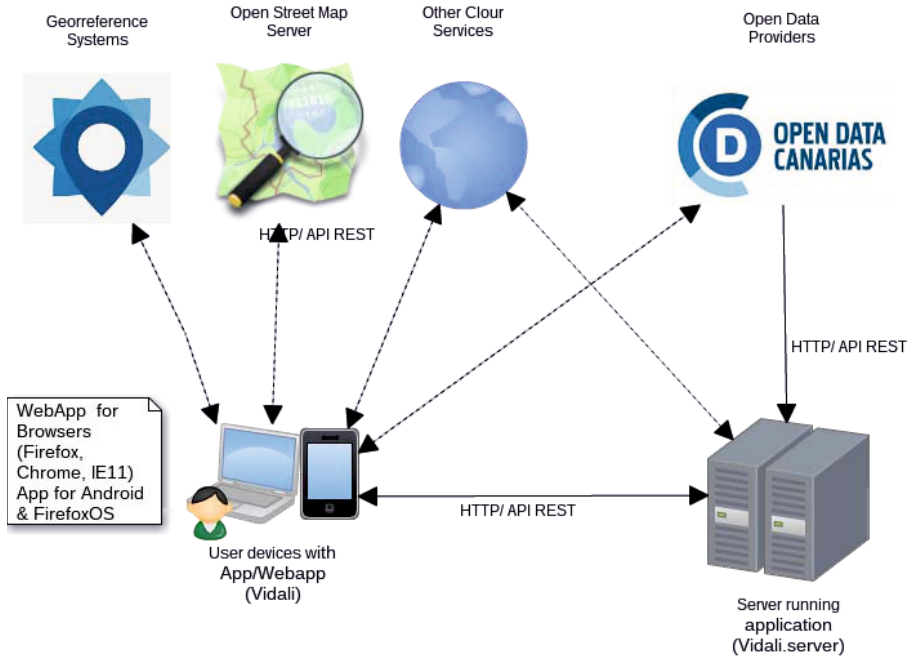 Georreference
Systems
Open Street Map
Server
Other Clour
Services
Open Data
Providers
D
OPEN DATA
CANARIAS
HTTP/ API REST
HTTP/ API REST
WebApp for
Browsers
(Firefox,
Chrome, IE11)
App for Android
& FirefoxOS
HTTP/ API REST
User devices with
App/Webapp
(Vidali)
Server running
application
(Vidali.server)